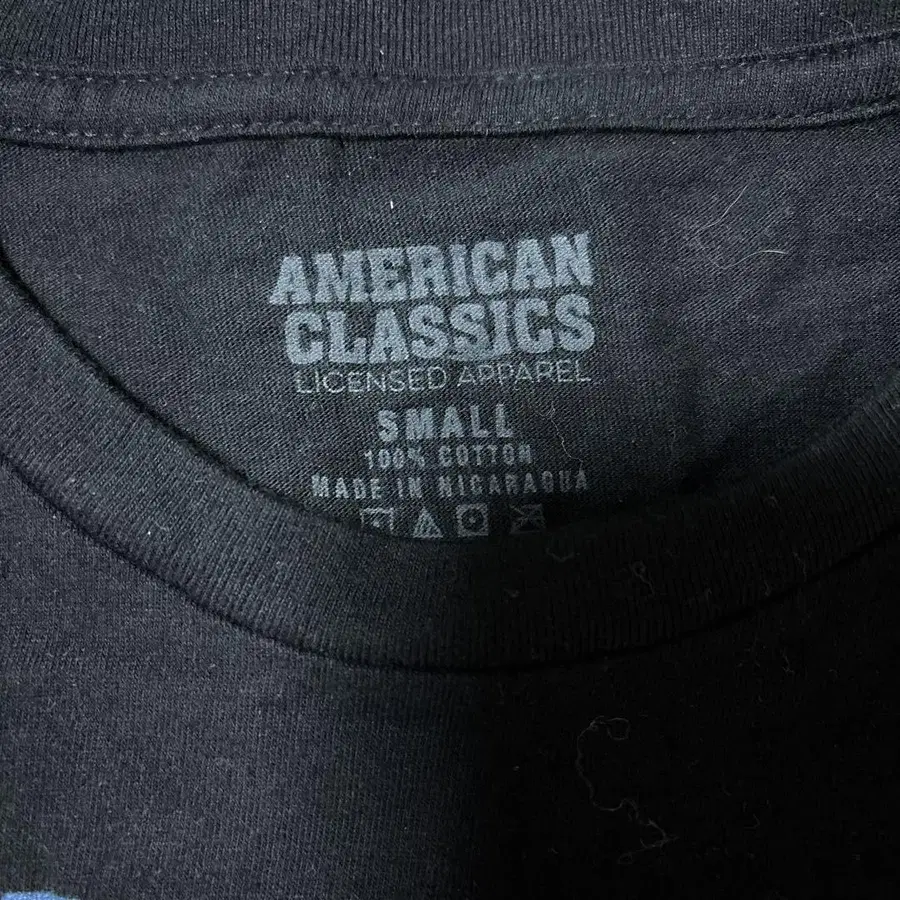 AMERICAN
CLASSICS
LICENSED APPAREL
SMALL
100% COTTON
MADE IN NICARAGUA